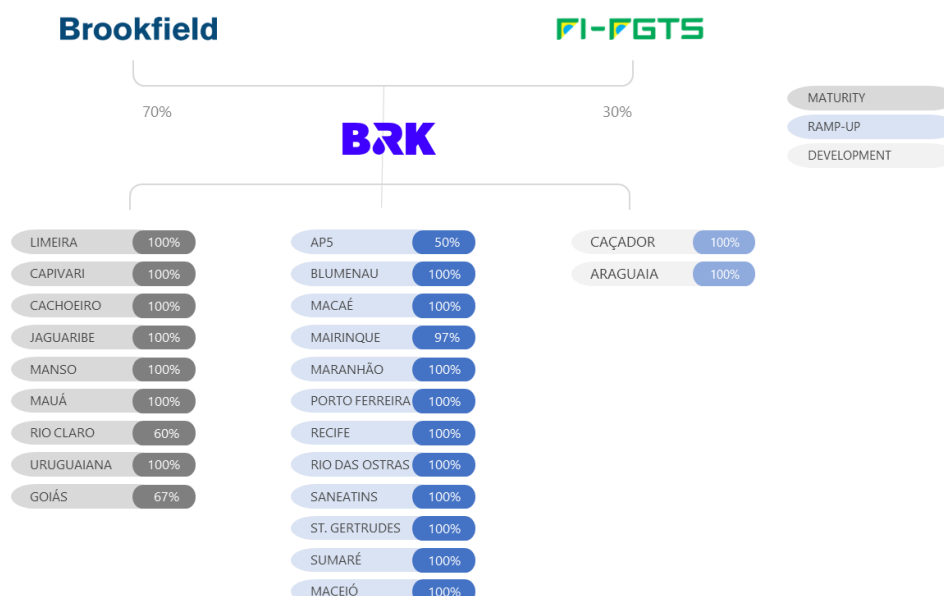 Brookfield
FI-FGTS
70%
30%
BRK
MATURITY
RAMP-UP
DEVELOPMENT
LIMEIRA 100%
CAPIVARI 100%
CACHOEIRO 100%
JAGUARIBE 100%
MANSO 100%
MAUÁ 100%
RIO CLARO 60%
URUGUAIANA 100%
GOIÁS 67%
AP5 50%
BLUMENAU 100%
MACAÉ 100%
MAIRINQUE 97%
MARANHÃO 100%
PORTO FERREIRA 100%
RECIFE 100%
RIO DAS OSTRAS 100%
SANEATINS 100%
ST. GERTRUDES 100%
SUMARÉ 100%
MACEIÓ 100%
CAÇADOR 100%
ARAGUAIA 100%